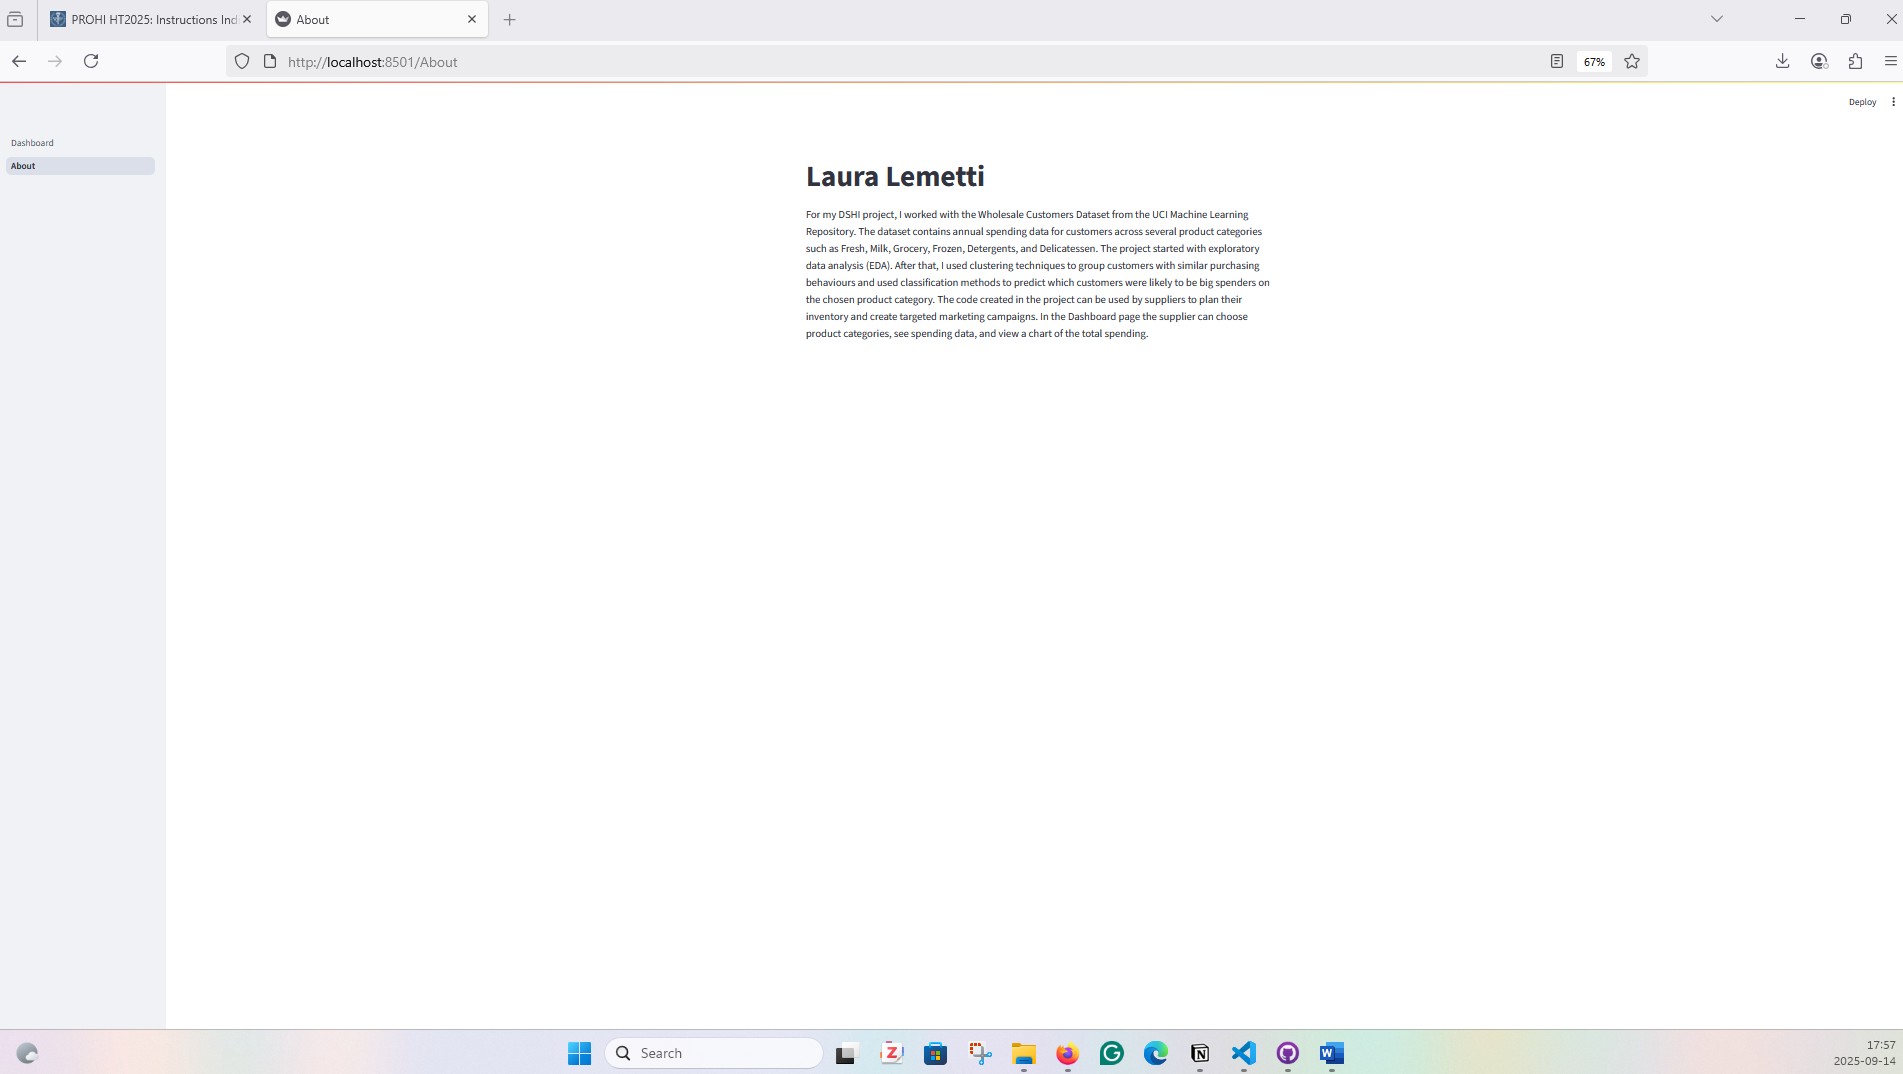 PROHI HT2025: Instructions Ind
About
http://localhost:8501/About
67%
Deploy
Dashboard
About
Laura Lemetti
For my DSHI project, I worked with the Wholesale Customers Dataset from the UCI Machine Learning
Repository. The dataset contains annual spending data for customers across several product categories
such as Fresh, Milk, Grocery, Frozen, Detergents, and Delicatessen. The project started with exploratory
data analysis (EDA). After that, I used clustering techniques to group customers with similar purchasing
behaviours and used classification methods to predict which customers were likely to be big spenders on
the chosen product category. The code created in the project can be used by suppliers to plan their
inventory and create targeted marketing campaigns. In the Dashboard page the supplier can choose
product categories, see spending data, and view a chart of the total spending.
Search
17:57
2025-09-14